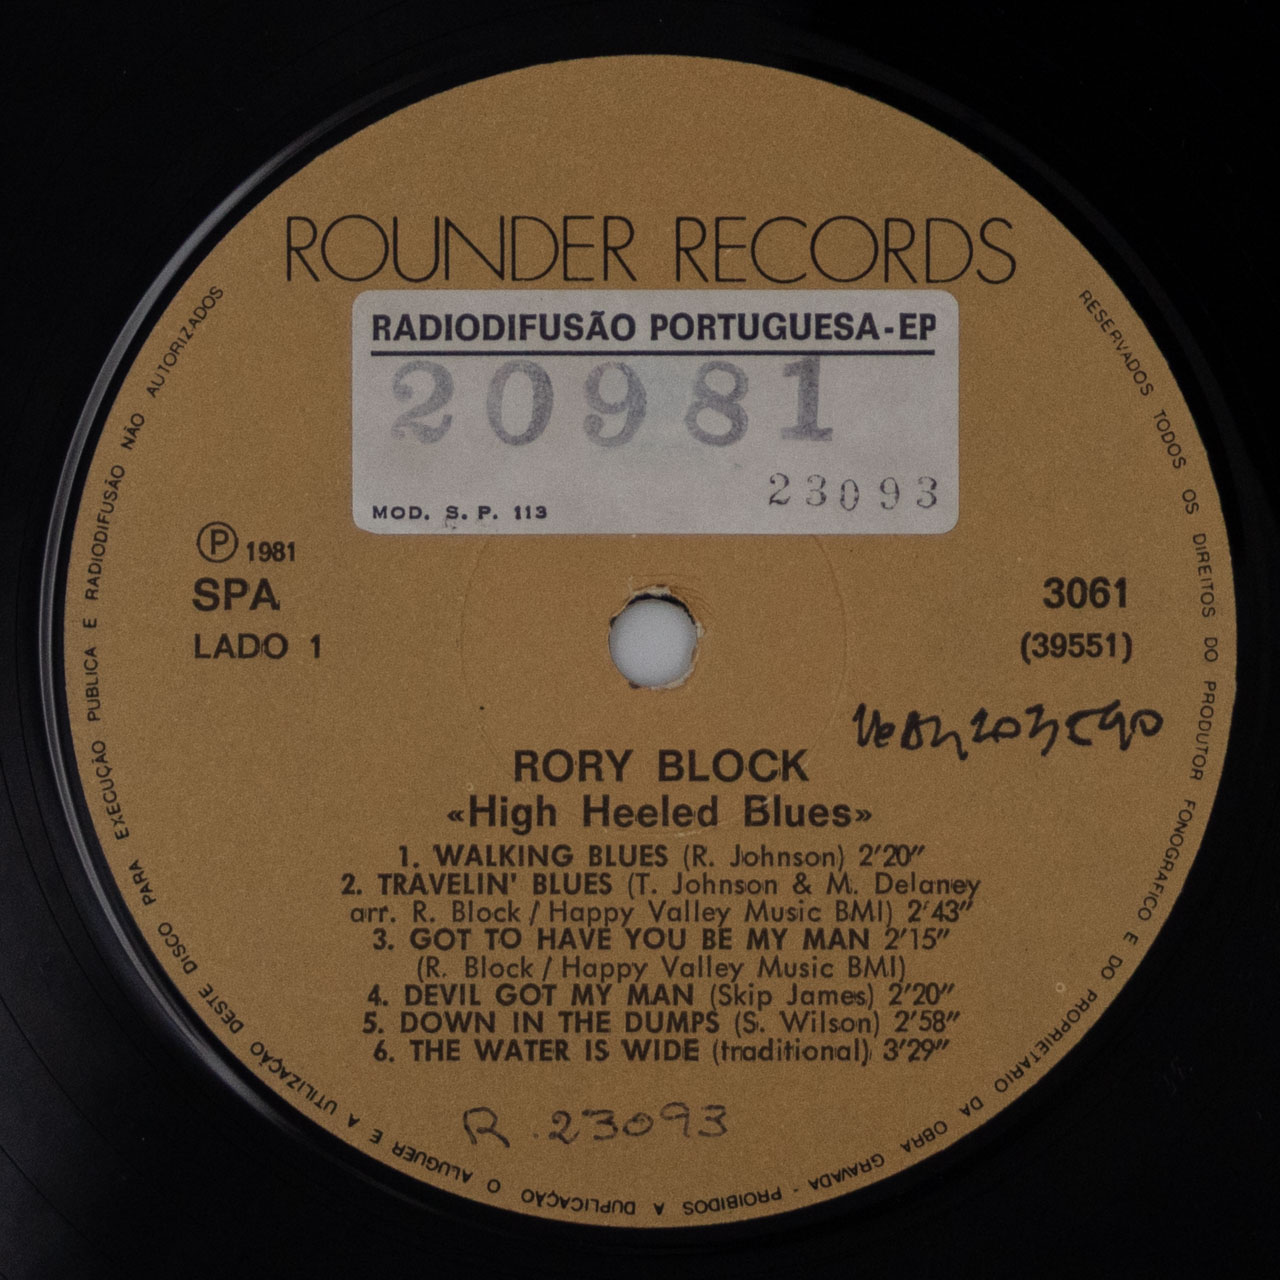 ROUNDER RECORDS
RADIODIFUSÃO PORTUGUESA-EP
20981
23093
MOD. S. P. 113
Ⓟ 1981
SPA
LADO 1
3061
(39551)
RORY BLOCK
«High Heeled Blues»
1. WALKING BLUES (R. Johnson) 2'20"
2. TRAVELIN' BLUES (T. Johnson & M. Delaney
arr. R. Block / Happy Valley Music BMI) 2'43"
3. GOT TO HAVE YOU BE MY MAN 2'15"
(R. Block / Happy Valley Music BMI)
4. DEVIL GOT MY MAN (Skip James) 2'20"
5. DOWN IN THE DUMPS (S. Wilson) 2'58"
6. THE WATER IS WIDE (traditional) 3'29"
R. 23093
RESERVADOS TODOS OS DIREITOS DO PRODUTOR FONOGRAFICO E DO PROPRIETARIO DA OBRA GRAVADA - PROIBIDOS A DUPLICAÇÃO O ALUGUER E A UTILIZAÇÃO DESTE DISCO PARA EXECUÇÃO PUBLICA E RADIODIFUSÃO NÃO AUTORIZADOS